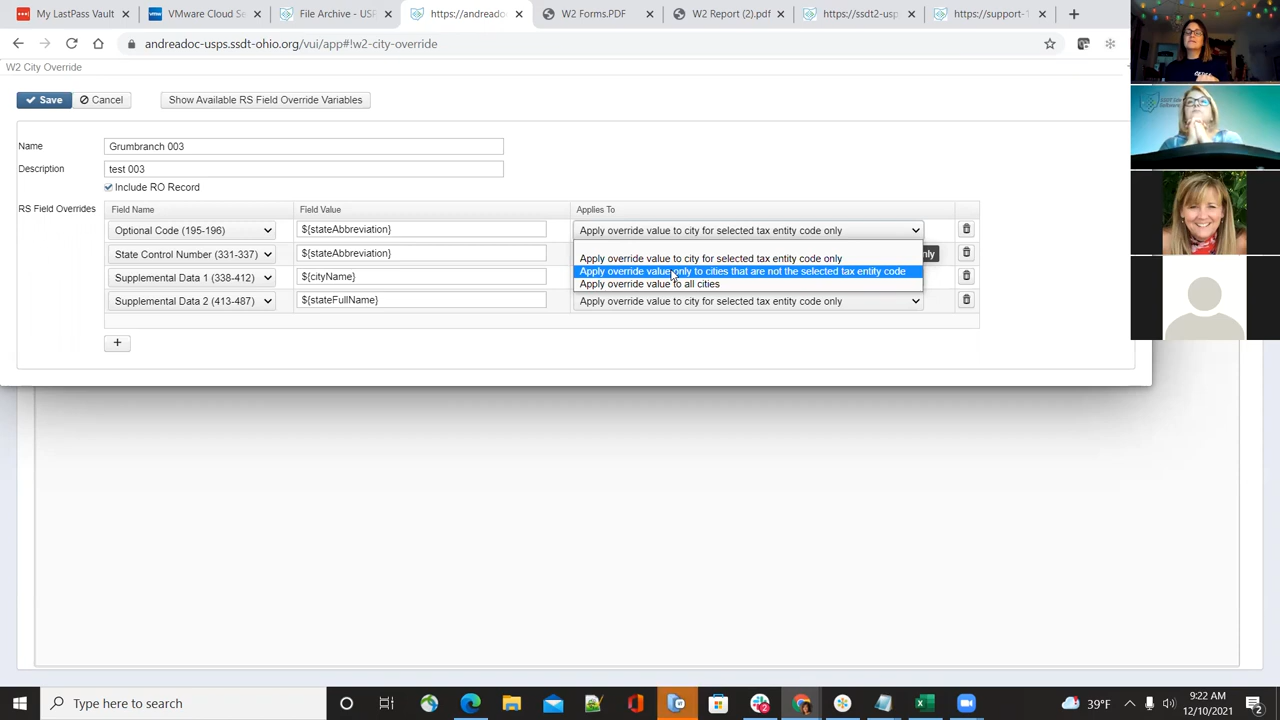 My LastPass Vault
VMware Cloud Se
File Archive - USP
https://andreado
W2 Forms.PDF
W2 Report (2).pdf
https://ssdt2-usp
https://support-1
andreadoc-usps.ssdt-ohio.org/vui/app#!w2-city-override
W2 City Override
Save
Cancel
Show Available RS Field Override Variables
Name
Grumbranch 003
Description
test 003
Include RO Record
RS Field Overrides
Field Name
Field Value
Applies To
Optional Code (195-196)
${stateAbbreviation}
Apply override value to city for selected tax entity code only
State Control Number (331-337)
${stateAbbreviation}
nly
Apply override value to city for selected tax entity code only
Apply override value only to cities that are not the selected tax entity code
Supplemental Data 1 (338-412)
${cityName}
Apply override value to all cities
Supplemental Data 2 (413-487)
${stateFullName}
Apply override value to city for selected tax entity code only
+
Type here to search
39°F
9:22 AM
12/10/2021
2